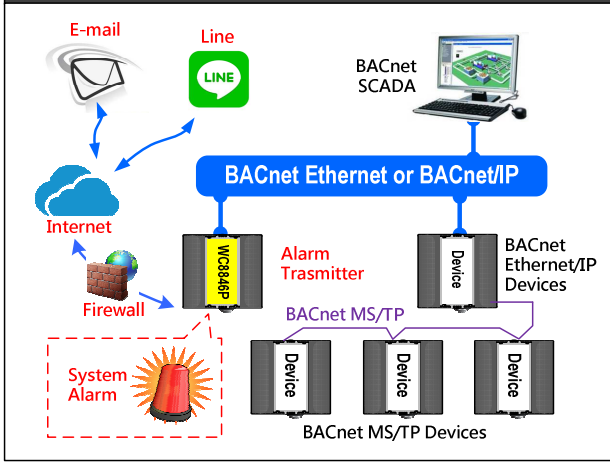 E-mail
Line
LINE
BACnet
SCADA
BACnet Ethernet or BACnet/IP
Internet
WC8846P
Alarm
Trasmitter
Device
BACnet
Ethernet/IP
Devices
Firewall
BACnet MS/TP
System
Alarm
Device
Device
Device
BACnet MS/TP Devices